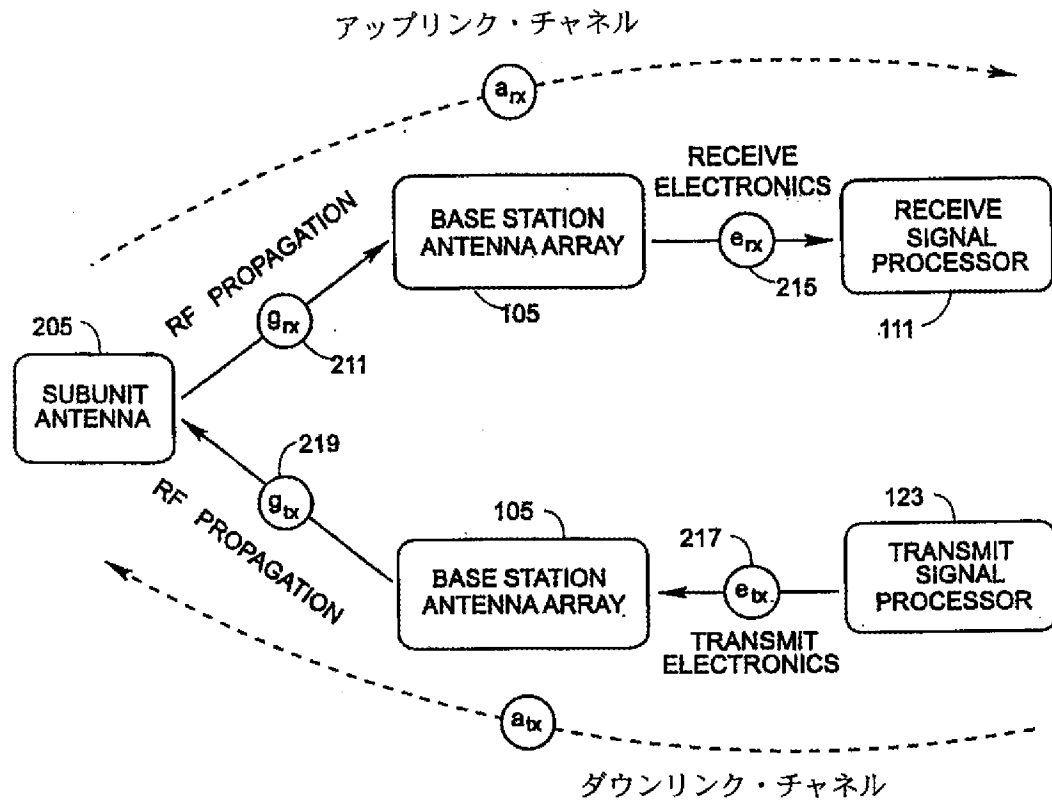 アップリンク・チャネル
a_rx
RECEIVE
ELECTRONICS
RF PROPAGATION
BASE STATION
ANTENNA ARRAY
e_rx
RECEIVE
SIGNAL
PROCESSOR
105
215
111
205
g_rx
211
SUBUNIT
ANTENNA
219
g_tx
RF PROPAGATION
105
217
123
BASE STATION
ANTENNA ARRAY
e_tx
TRANSMIT
SIGNAL
PROCESSOR
TRANSMIT
ELECTRONICS
a_tx
ダウンリンク・チャネル